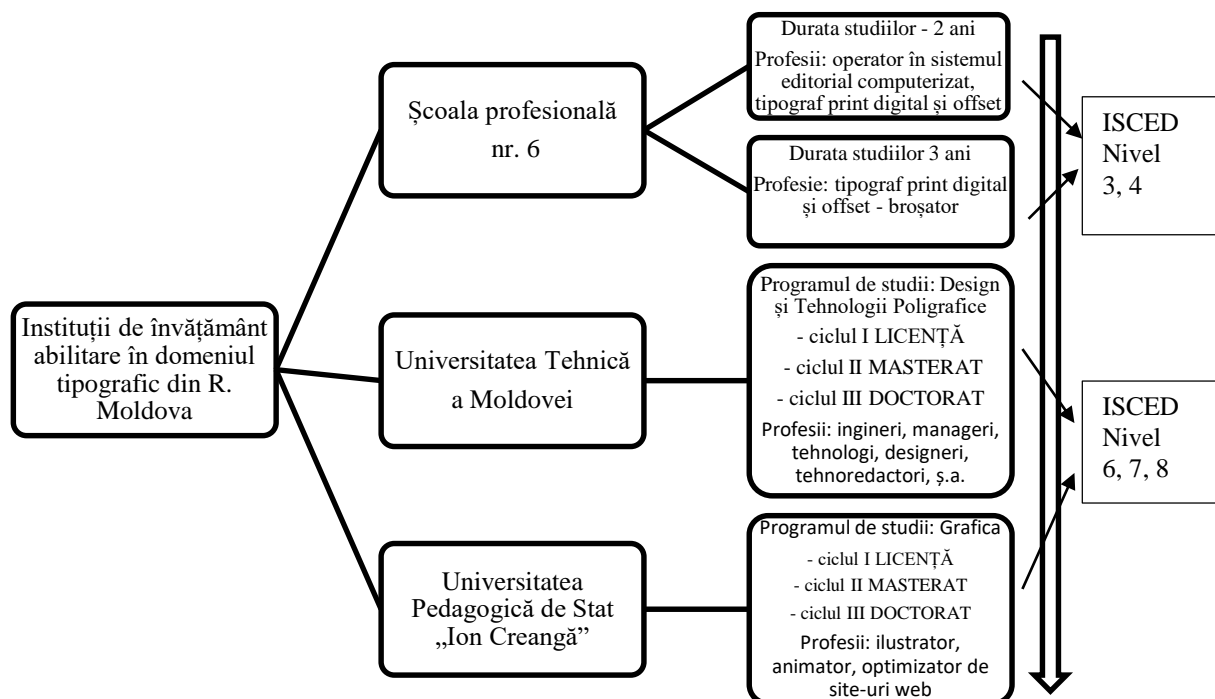 Instituții de învățământ
abilitare în domeniul
tipografic din R.
Moldova
Școala profesională
nr. 6
Durata studiilor - 2 ani
Profesii: operator în sistemul
editorial computerizat,
tipograf print digital și offset
Durata studiilor 3 ani
Profesie: tipograf print digital
și offset - broșator
ISCED
Nivel
3, 4
Universitatea Tehnică
a Moldovei
Programul de studii: Design
și Tehnologii Poligrafice
- ciclul I LICENȚĂ
- ciclul II MASTERAT
- ciclul III DOCTORAT
Profesii: ingineri, manageri,
tehnologi, designeri,
tehnoredactori, ș.a.
Universitatea
Pedagogică de Stat
„Ion Creangă”
Programul de studii: Grafica
- ciclul I LICENȚĂ
- ciclul II MASTERAT
- ciclul III DOCTORAT
Profesii: ilustrator,
animator, optimizator de
site-uri web
ISCED
Nivel
6, 7, 8